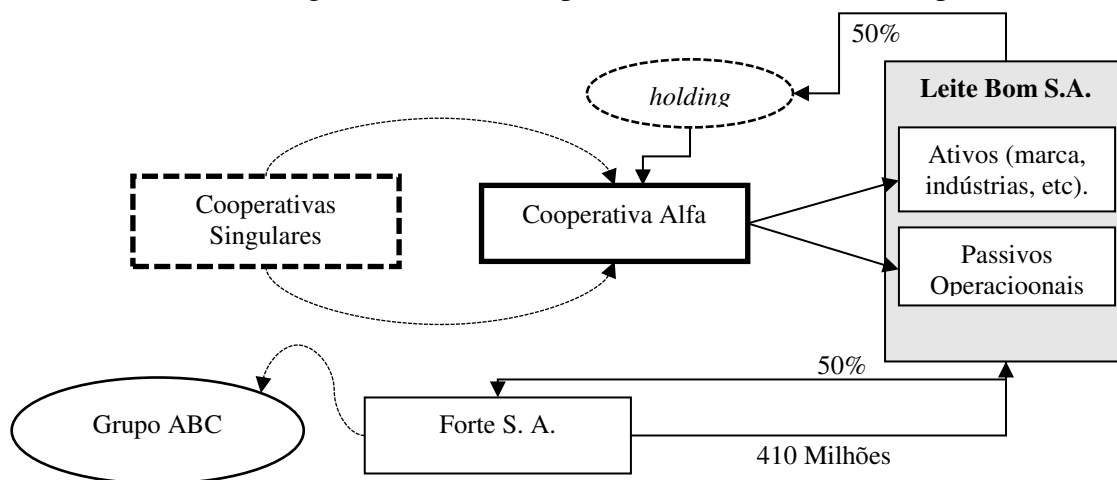 50%
holding
Leite Bom S.A.
Ativos (marca,
indústrias, etc).
Cooperativas
Singulares
Cooperativa Alfa
Passivos
Operacioonais
50%
Grupo ABC
Forte S. A.
410 Milhões